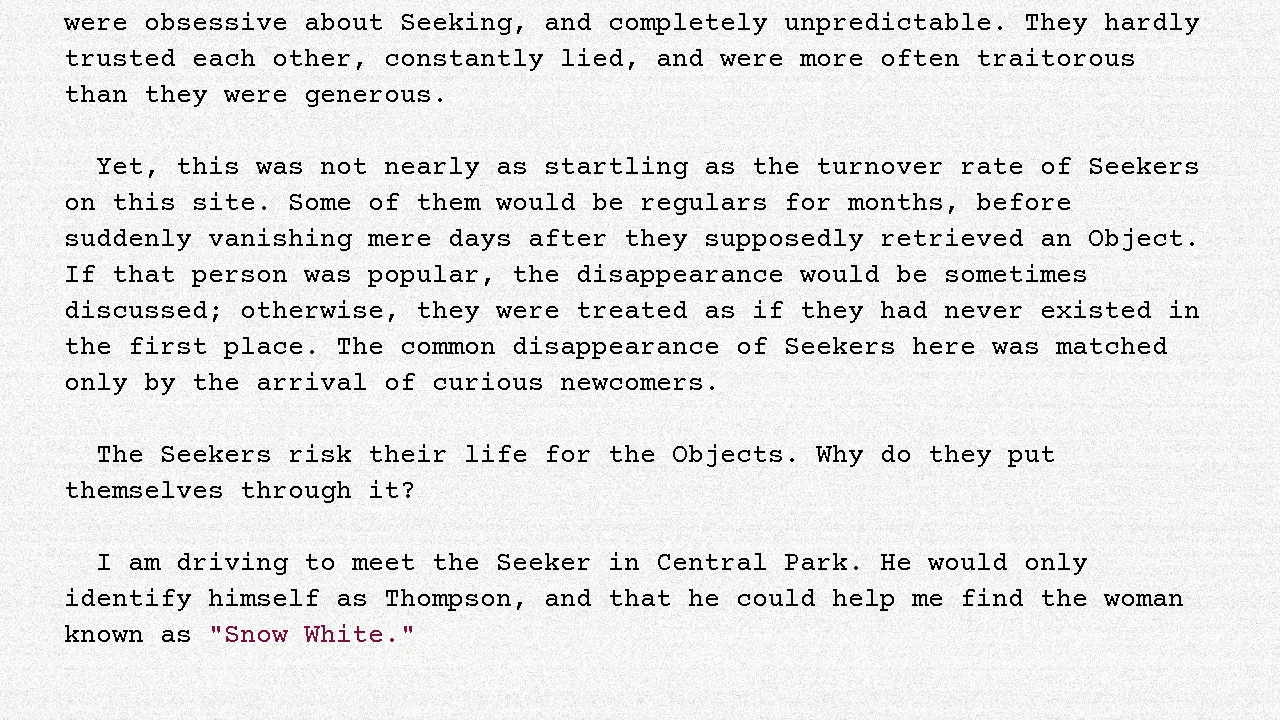 were obsessive about Seeking, and completely unpredictable. They hardly
trusted each other, constantly lied, and were more often traitorous
than they were generous.
Yet, this was not nearly as startling as the turnover rate of Seekers
on this site. Some of them would be regulars for months, before
suddenly vanishing mere days after they supposedly retrieved an Object.
If that person was popular, the disappearance would be sometimes
discussed; otherwise, they were treated as if they had never existed in
the first place. The common disappearance of Seekers here was matched
only by the arrival of curious newcomers.
The Seekers risk their life for the Objects. Why do they put
themselves through it?
I am driving to meet the Seeker in Central Park. He would only
identify himself as Thompson, and that he could help me find the woman
known as "Snow White."